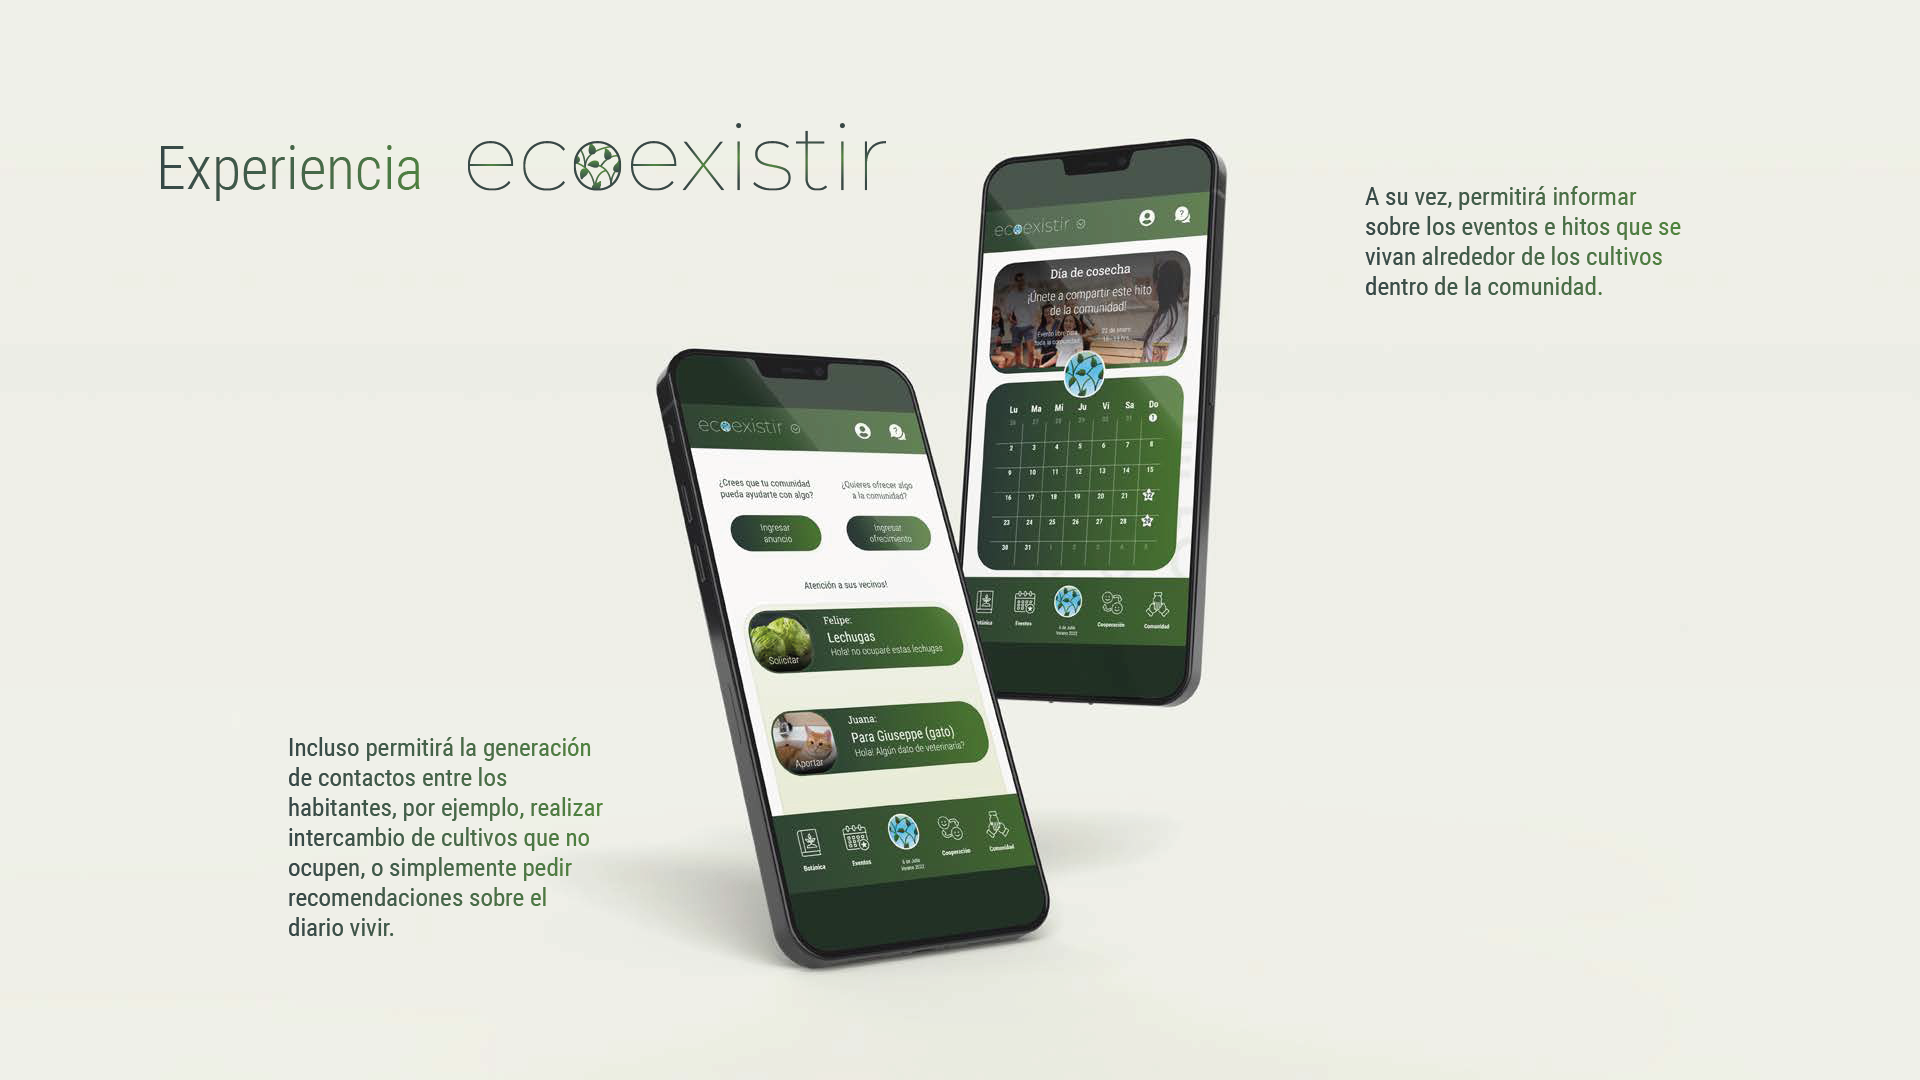 Experiencia ecoexistir
A su vez, permitirá informar
sobre los eventos e hitos que se
vivan alrededor de los cultivos
dentro de la comunidad.
ecoexistir
Día de cosecha
¡Únete a compartir este hito
de la comunidad!
Evento libre para
toda la comunidad
22 de enero
Lu Ma Mi Ju Vi Sa Do
26 27 28 29 30 31 1
2 3 4 5 6 7 8
9 10 11 12 13 14 15
16 17 18 19 20 21 22
23 24 25 26 27 28 29
30 31 1 2 3 4 5
Eventos
6 de Julio
Verano 2022
Cooperación
Comunidad
ecoexistir
¿Crees que tu comunidad
pueda ayudarte con algo?
¿Quieres ofrecer algo
a la comunidad?
Ingresar
anuncio
Ingresar
ofrecimiento
Atención a sus vecinos!
Felipe:
Lechugas
Hola! no ocuparé estas lechugas
Solicitar
Juana:
Para Giuseppe (gato)
Hola! Algún dato de veterinaria?
Aportar
Botánica
Eventos
6 de Julio
Verano 2022
Cooperación
Comunidad
Incluso permitirá la generación
de contactos entre los
habitantes, por ejemplo, realizar
intercambio de cultivos que no
ocupen, o simplemente pedir
recomendaciones sobre el
diario vivir.